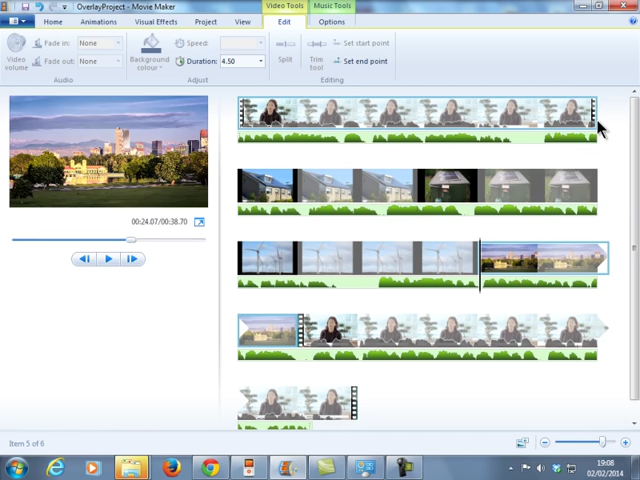 OverlayProject - Movie Maker
Video Tools
Music Tools
Home
Animations
Visual Effects
Project
View
Edit
Options
Video volume
Fade in: None
Fade out: None
Audio
Background colour
Speed:
Duration: 4.50
Adjust
Split
Trim tool
Set start point
Set end point
Editing
00:24.07/00:38.70
Item 5 of 6
19:08
02/02/2014